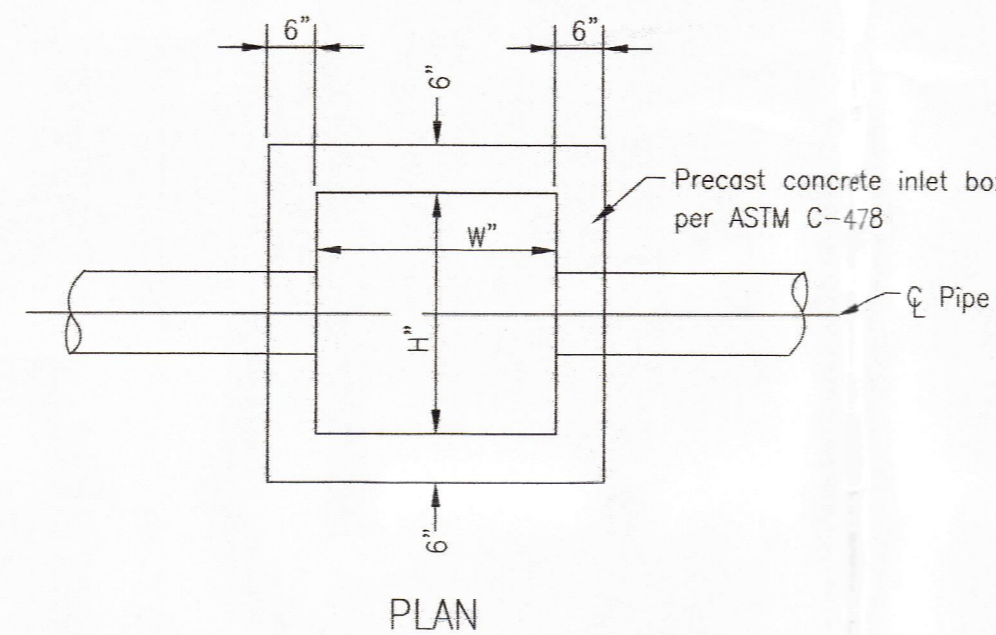 6" 6"
6"
Precast concrete inlet bo
per ASTM C-478
W"
H"
℄ Pipe
6"
PLAN